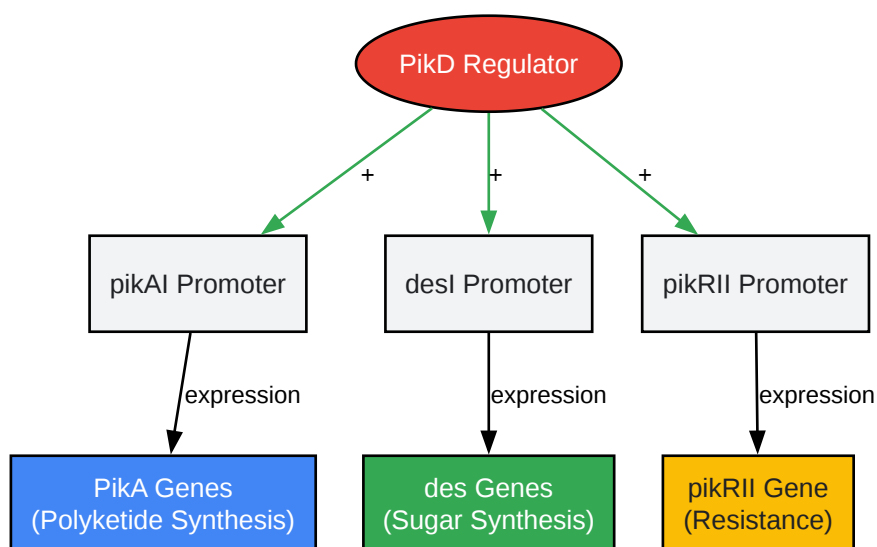 PikD Regulator
+
+
+
pikAI Promoter
desI Promoter
pikRII Promoter
expression
expression
expression
PikA Genes
(Polyketide Synthesis)
des Genes
(Sugar Synthesis)
pikRII Gene
(Resistance)